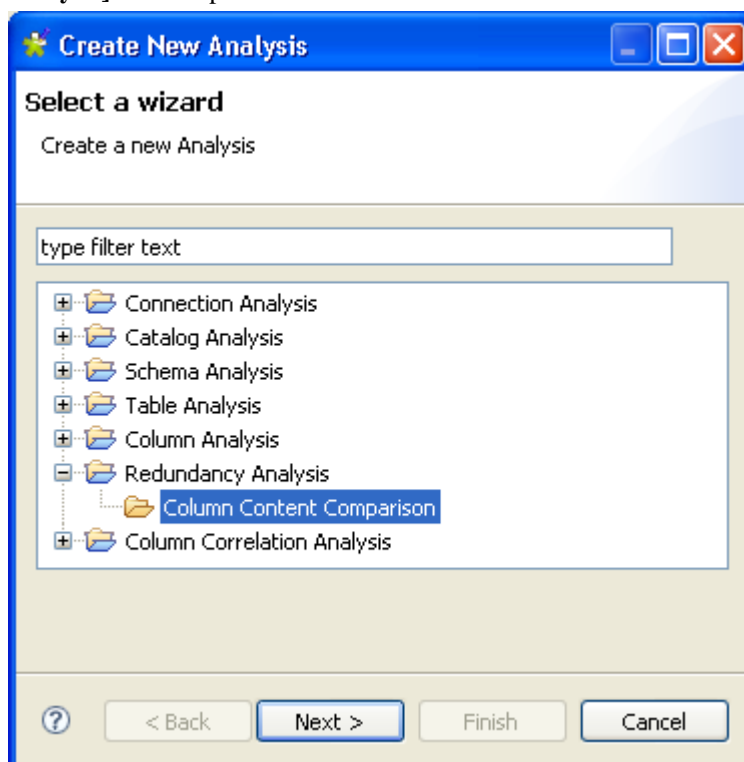 Create New Analysis
Select a wizard
Create a new Analysis
type filter text
Connection Analysis
Catalog Analysis
Schema Analysis
Table Analysis
Column Analysis
Redundancy Analysis
Column Content Comparison
Column Correlation Analysis
? < Back Next > Finish Cancel